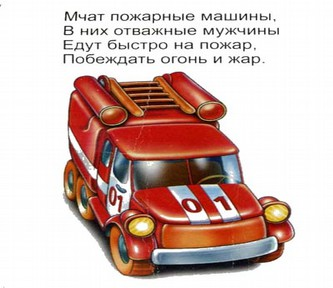 Мчат пожарные машины,
В них отважные мужчины
Едут быстро на пожар,
Побеждать огонь и жар.
01
01